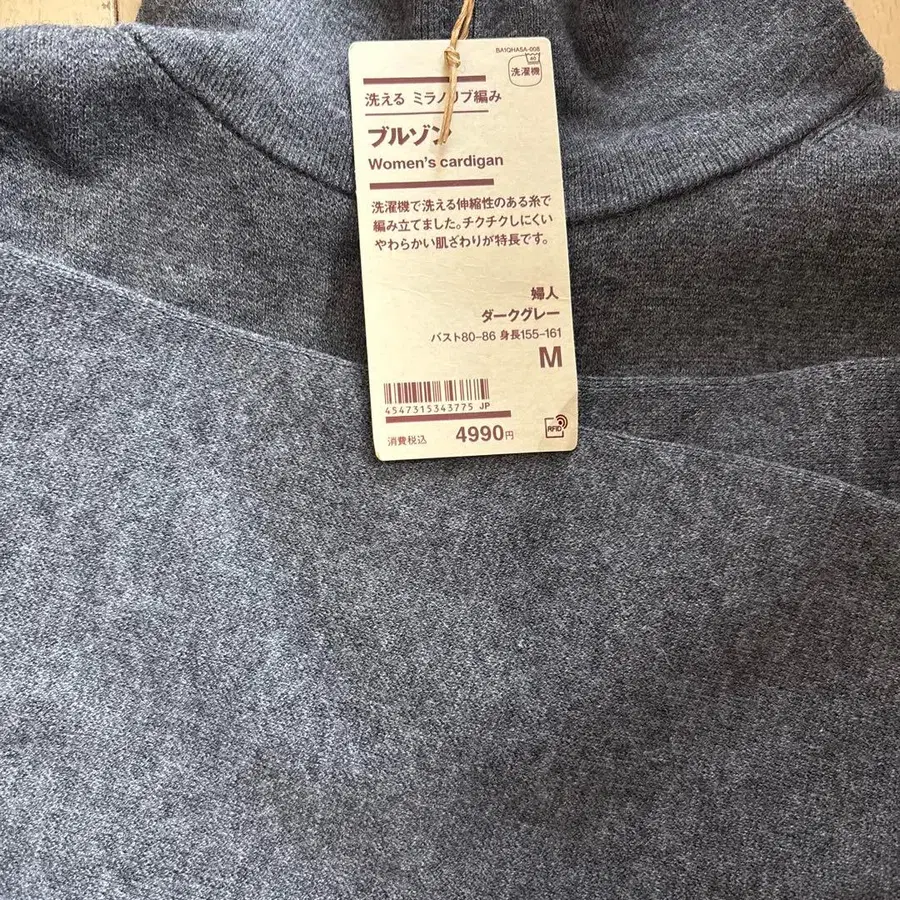 BA1QHA5A-008
40
洗濯機
洗える ミラノリブ編み
ブルゾン
Women's cardigan
洗濯機で洗える伸縮性のある糸で
編み立てました。チクチクしにくい
やわらかい肌ざわりが特長です。
婦人
ダークグレー
バスト80-86 身長155-161
M
4547315343775 JP
消費税込 4990円
RFID